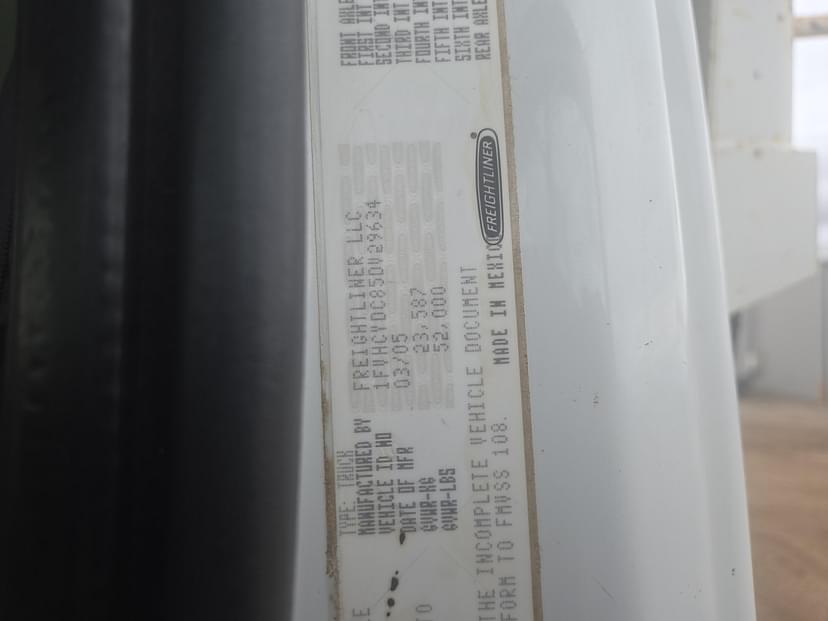 FRONT AXLE
FIRST INT
SECOND INT
THIRD INT
FOURTH INT
FIFTH INT
SIXTH INT
REAR AXLE
TYPE: TRUCK
MANUFACTURED BY FREIGHTLINER LLC
VEHICLE ID NO 1FVHCYDC85DV29634
DATE OF MFR 03/05
GVWR-KG 23,587
GVWR-LBS 52,000
THE INCOMPLETE VEHICLE DOCUMENT
FORM TO FMVSS 108. MADE IN MEXICO
FREIGHTLINER